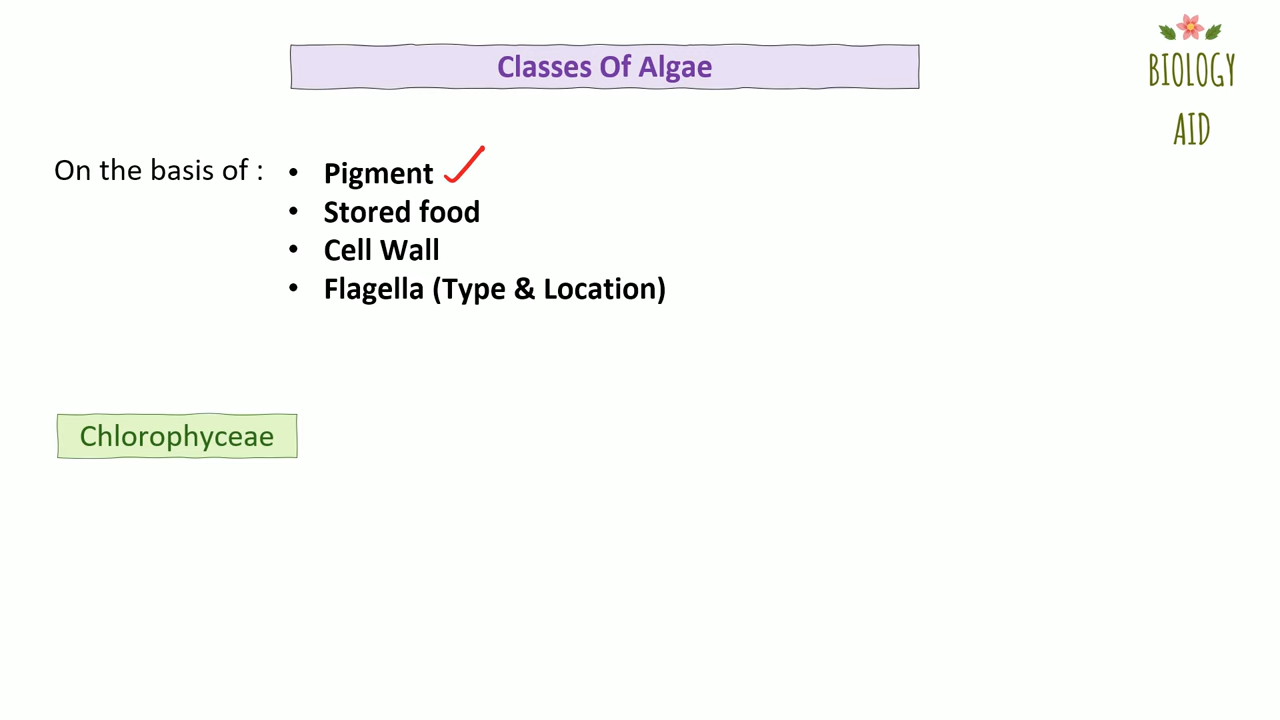 Classes Of Algae
BIOLOGY
AID
On the basis of :
• Pigment
• Stored food
• Cell Wall
• Flagella (Type & Location)
Chlorophyceae